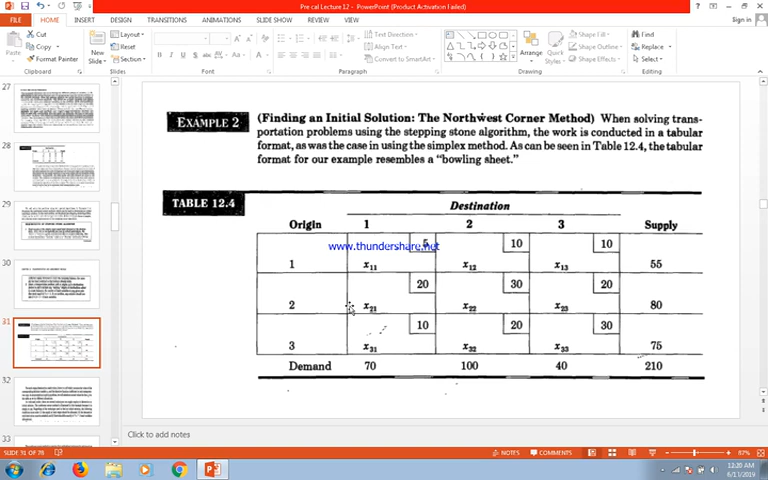 Pre cal Lecture 12 - PowerPoint (Product Activation Failed)
FILE HOME INSERT DESIGN TRANSITIONS ANIMATIONS SLIDE SHOW REVIEW VIEW Sign in
Paste
Cut
Copy
Format Painter
Clipboard
New Slide
Layout
Reset
Section
Slides
Font
Text Direction
Align Text
Convert to SmartArt
Paragraph
Arrange
Quick Styles
Shape Fill
Shape Outline
Shape Effects
Drawing
Find
Replace
Select
Editing
27
28
29
30
31
32
33
EXAMPLE 2 (Finding an Initial Solution: The Northwest Corner Method) When solving trans-
portation problems using the stepping stone algorithm, the work is conducted in a tabular
format, as was the case in using the simplex method. As can be seen in Table 12.4, the tabular
format for our example resembles a "bowling sheet."
TABLE 12.4
Destination
Origin 1 2 3 Supply
5 10 10
www.thundershare.net
1 x11 x12 x13 55
20 30 20
2 x21 x22 x23 80
10 20 30
3 x31 x32 x33 75
Demand 70 100 40 210
Click to add notes
SLIDE 31 OF 78 NOTES COMMENTS 87%
12:20 AM
6/17/2019